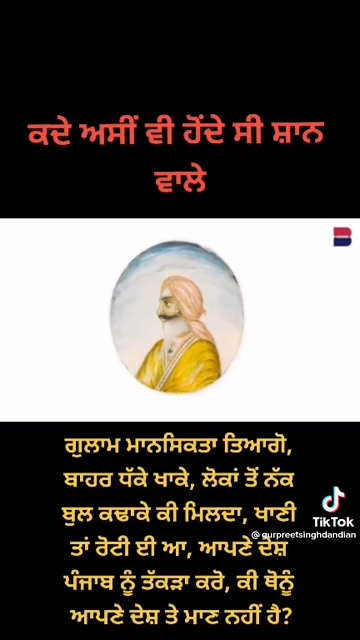 ਕਦੇ ਅਸੀਂ ਵੀ ਹੋਂਦੇ ਸੀ ਸ਼ਾਨ
ਵਾਲੇ
ਗੁਲਾਮ ਮਾਨਸਿਕਤਾ ਤਿਆਗੋ,
ਬਾਹਰ ਧੱਕੇ ਖਾਕੇ, ਲੋਕਾਂ ਤੋਂ ਨੱਕ
ਬੁਲ ਕਢਾਕੇ ਕੀ ਮਿਲਦਾ, ਖਾਣੀ
ਤਾਂ ਰੋਟੀ ਈ ਆ, ਆਪਣੇ ਦੇਸ਼
ਪੰਜਾਬ ਨੂੰ ਤੱਕੜਾ ਕਰੋ, ਕੀ ਥੋਨੂੰ
ਆਪਣੇ ਦੇਸ਼ ਤੇ ਮਾਣ ਨਹੀਂ ਹੈ?
TikTok
@gurpreetsinghdandian